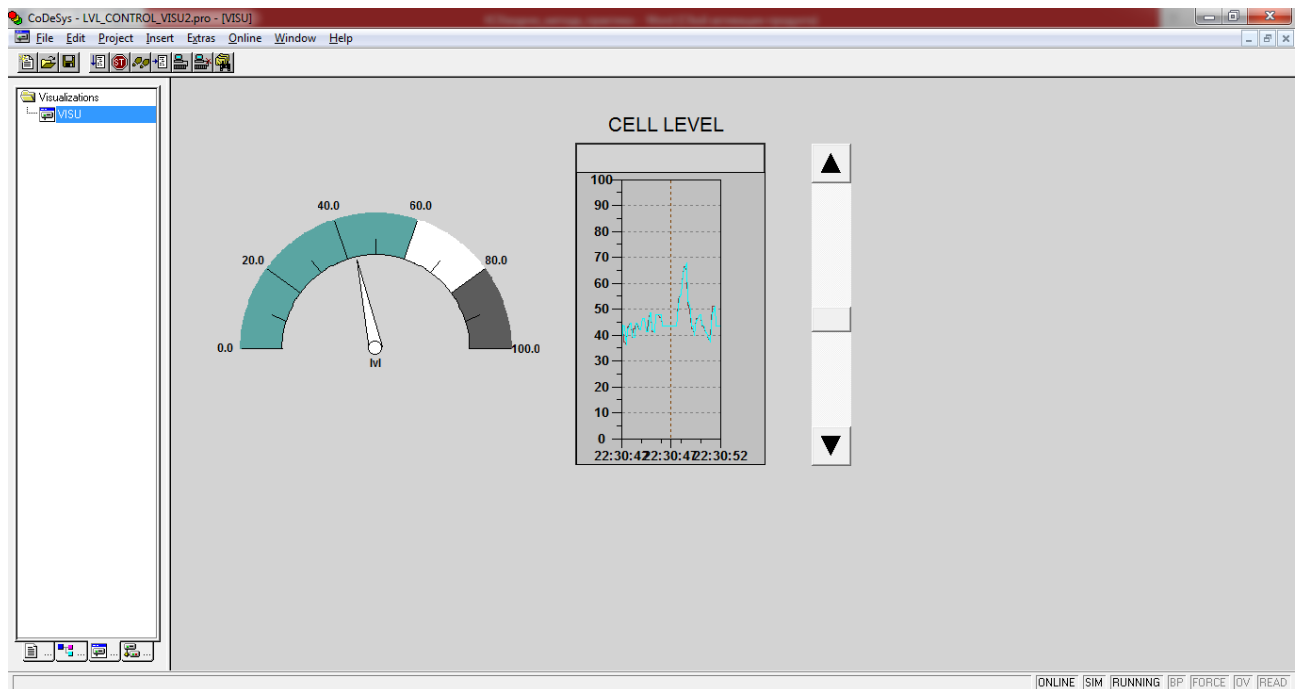 CoDeSys - LVL_CONTROL_VISU2.pro - [VISU]
File Edit Project Insert Extras Online Window Help
Visualizations
VISU
CELL LEVEL
0.0
20.0
40.0
60.0
80.0
100.0
lvl
100
90
80
70
60
50
40
30
20
10
0
22:30:42 22:30:47 22:30:52
ONLINE SIM RUNNING BP FORCE OV READ